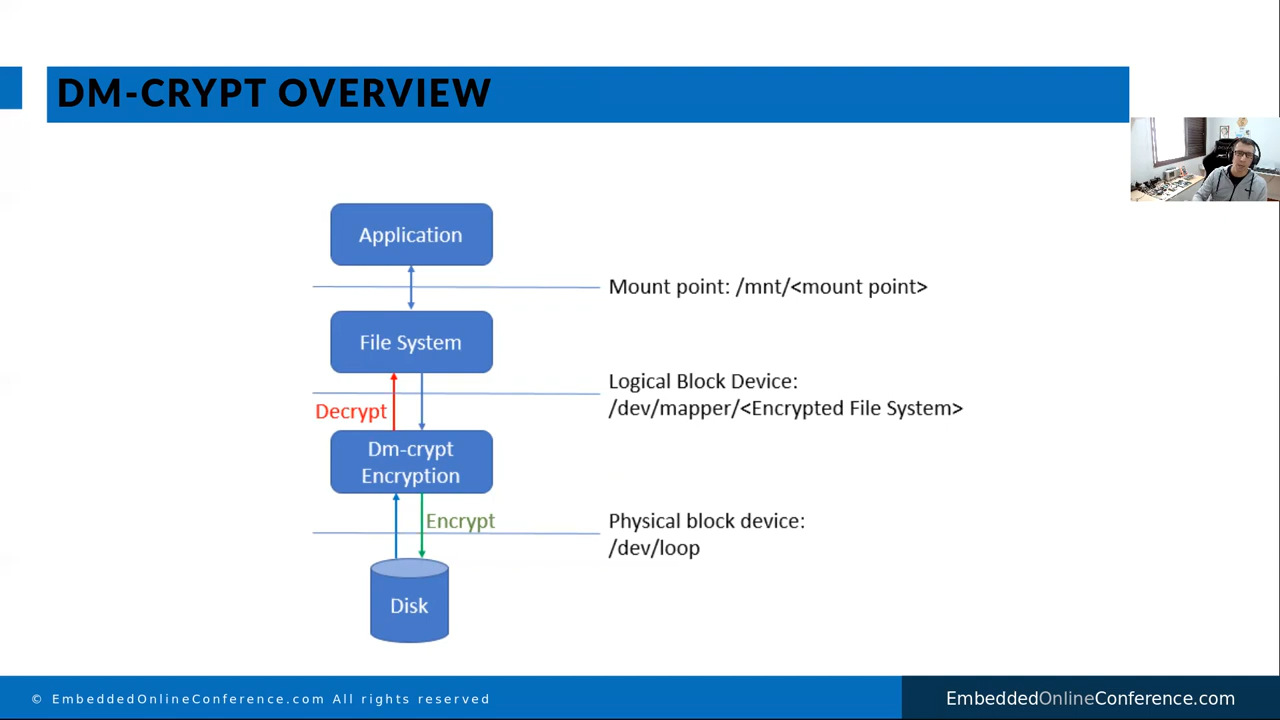 DM-CRYPT OVERVIEW
Application
Mount point: /mnt/<mount point>
File System
Logical Block Device:
/dev/mapper/<Encrypted File System>
Decrypt
Dm-crypt
Encryption
Encrypt
Physical block device:
/dev/loop
Disk
© EmbeddedOnlineConference.com All rights reserved
EmbeddedOnlineConference.com